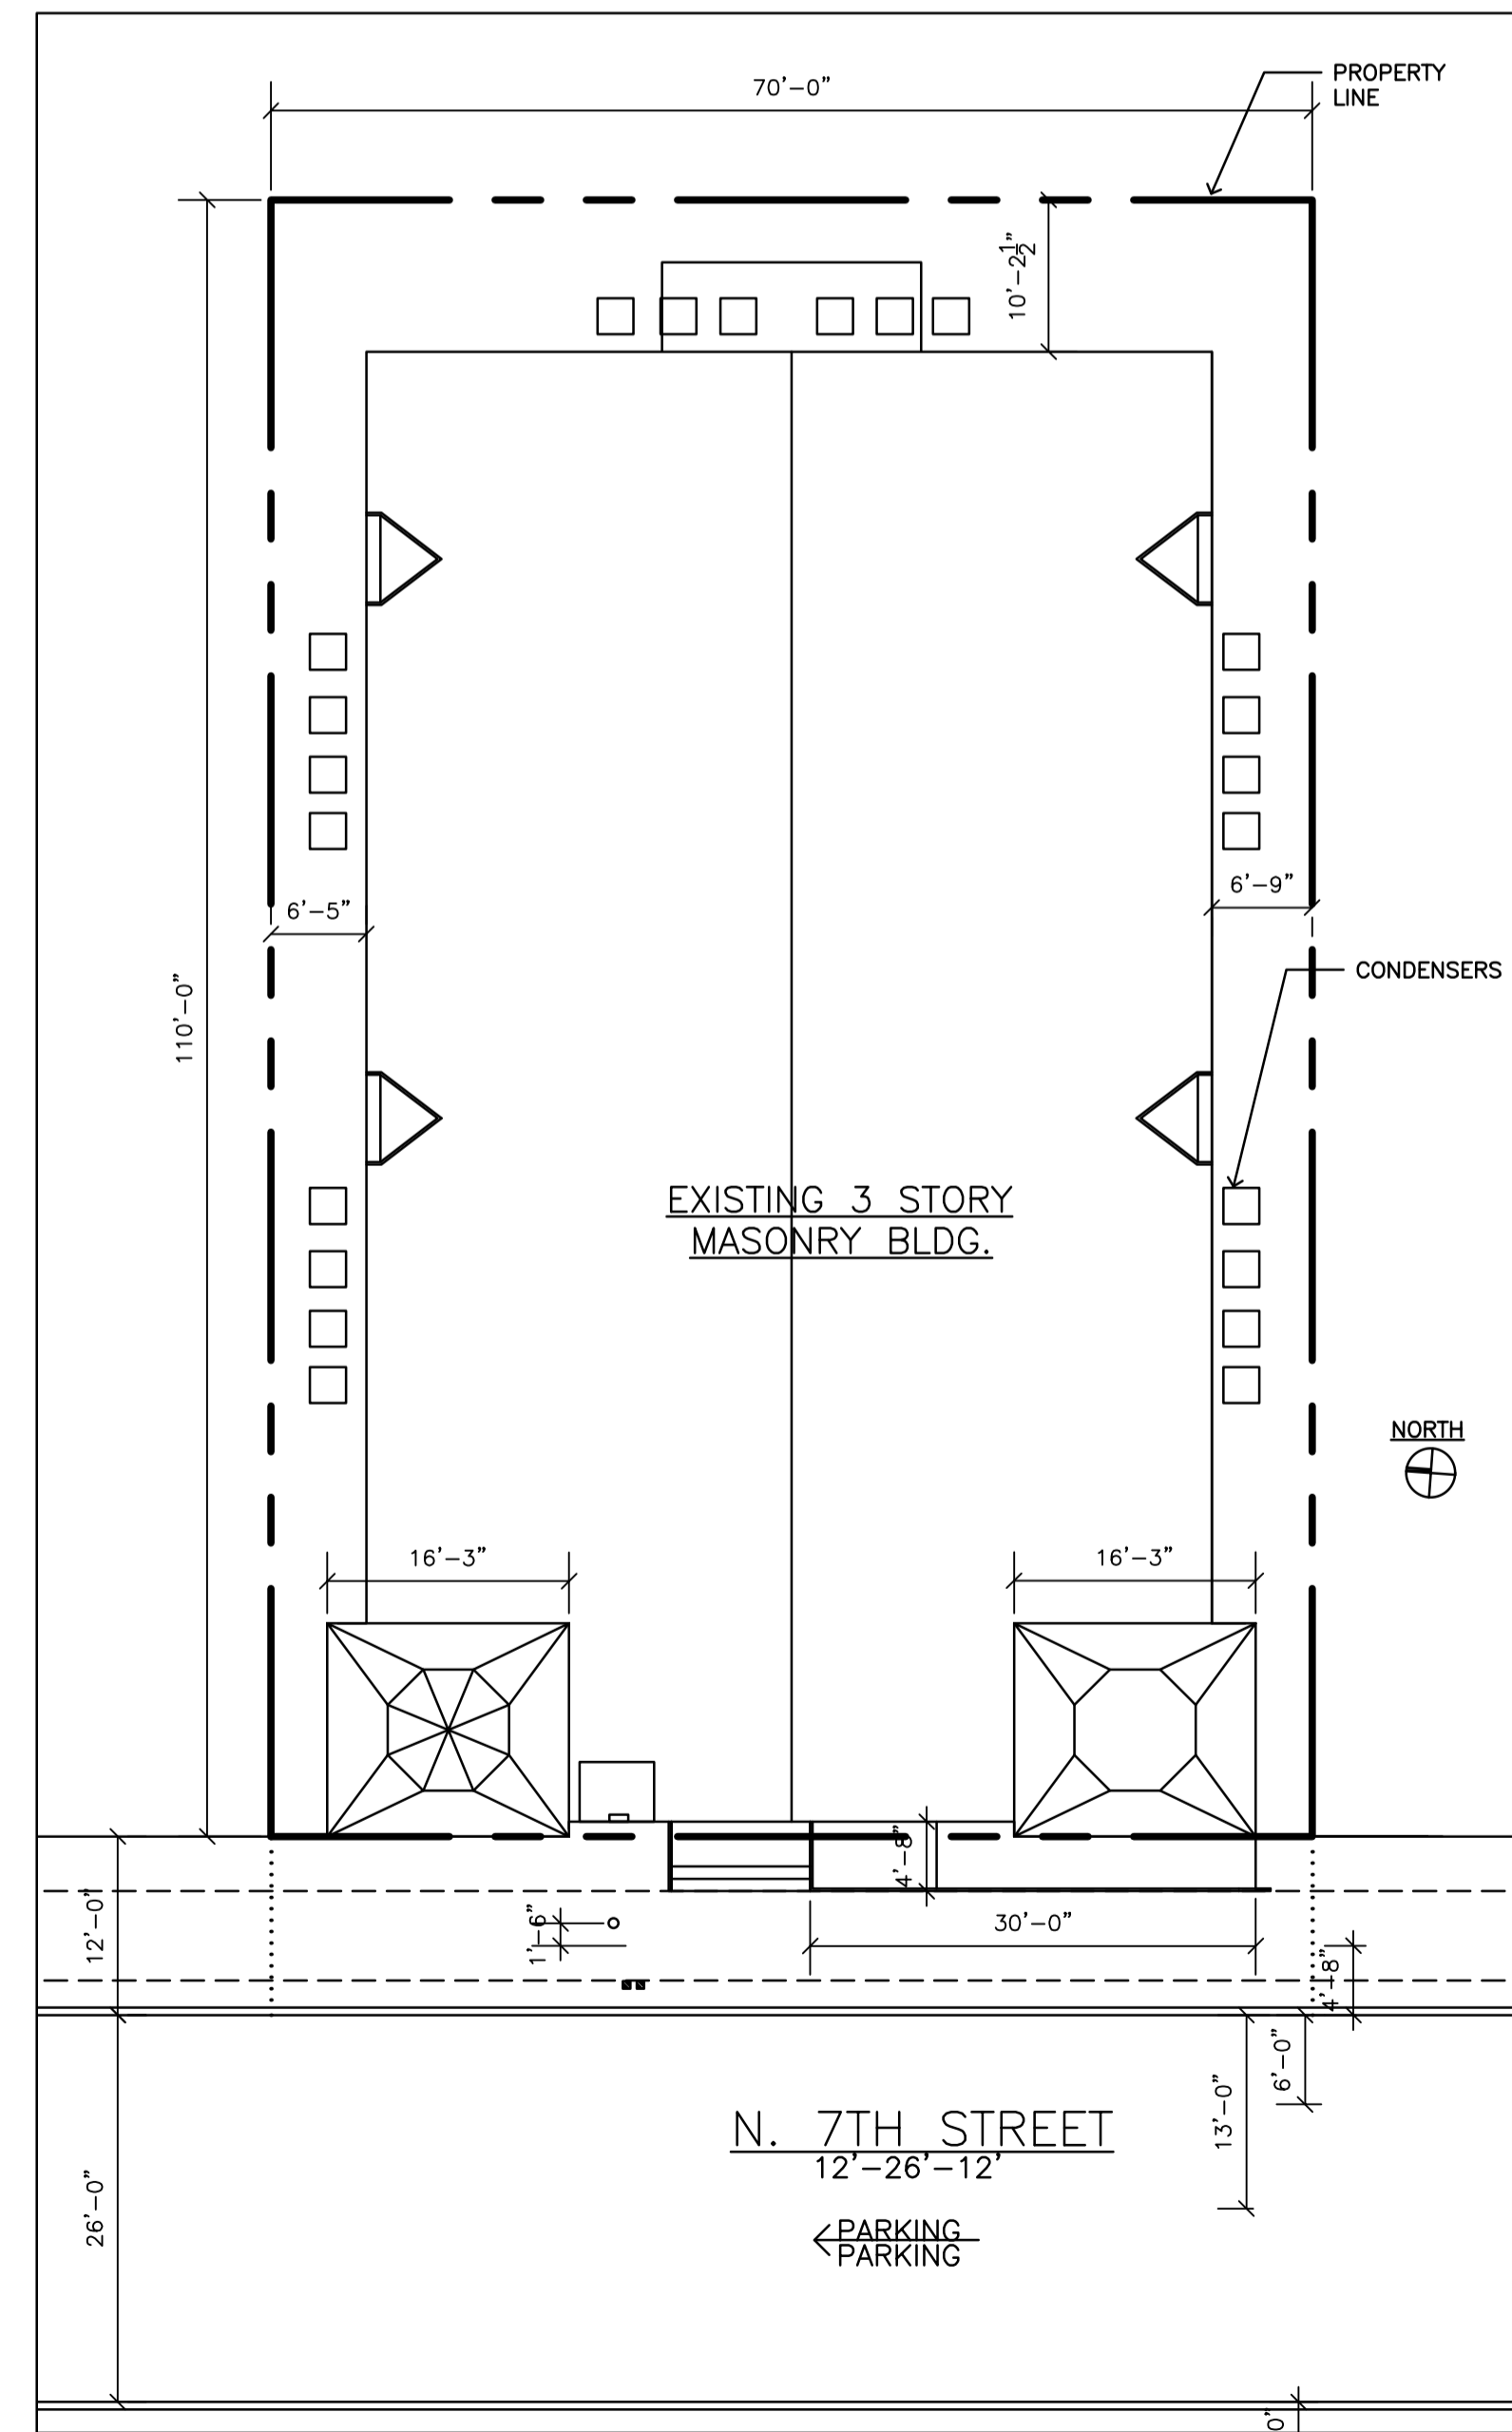 70'-0"
PROPERTY
LINE
10'-2 1/2"
6'-9"
6'-5"
CONDENSERS
110'-0"
EXISTING 3 STORY
MASONRY BLDG.
NORTH
16'-3"
16'-3"
4'-8"
12'-0"
1'-6"
30'-0"
4'-8"
6'-0"
13'-0"
N. 7TH STREET
12'-26'-12'
26'-0"
PARKING
PARKING